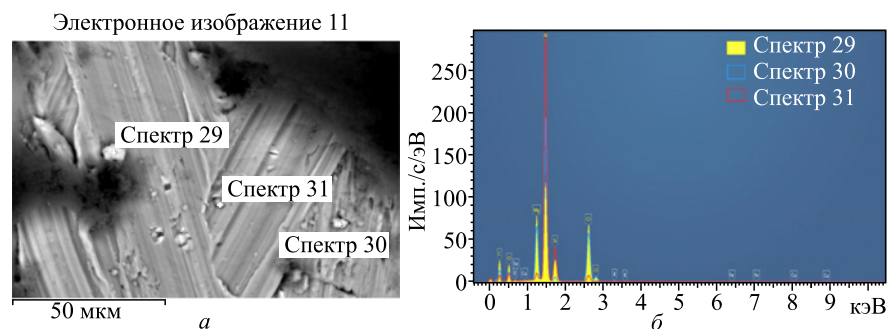 Электронное изображение 11
Спектр 29
Спектр 31
Спектр 30
50 мкм
а
Спектр 29
Спектр 30
Спектр 31
Имп./с/эВ
250
200
150
100
50
0
0 1 2 3 4 5 6 7 8 9 кэВ
б